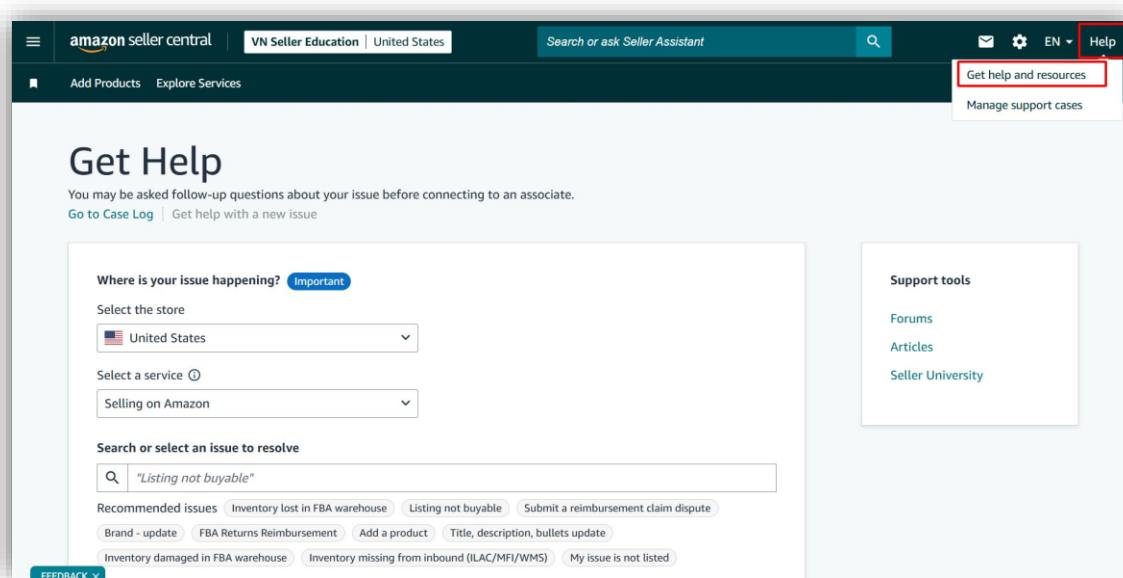 amazon seller central
VN Seller Education | United States
Search or ask Seller Assistant
EN
Help
Add Products Explore Services
Get help and resources
Manage support cases
Get Help
You may be asked follow-up questions about your issue before connecting to an associate.
Go to Case Log | Get help with a new issue
Where is your issue happening? Important
Select the store
United States
Select a service
Selling on Amazon
Search or select an issue to resolve
"Listing not buyable"
Recommended issues Inventory lost in FBA warehouse Listing not buyable Submit a reimbursement claim dispute
Brand - update FBA Returns Reimbursement Add a product Title, description, bullets update
Inventory damaged in FBA warehouse Inventory missing from inbound (ILAC/MFI/WMS) My issue is not listed
Support tools
Forums
Articles
Seller University
FEEDBACK X